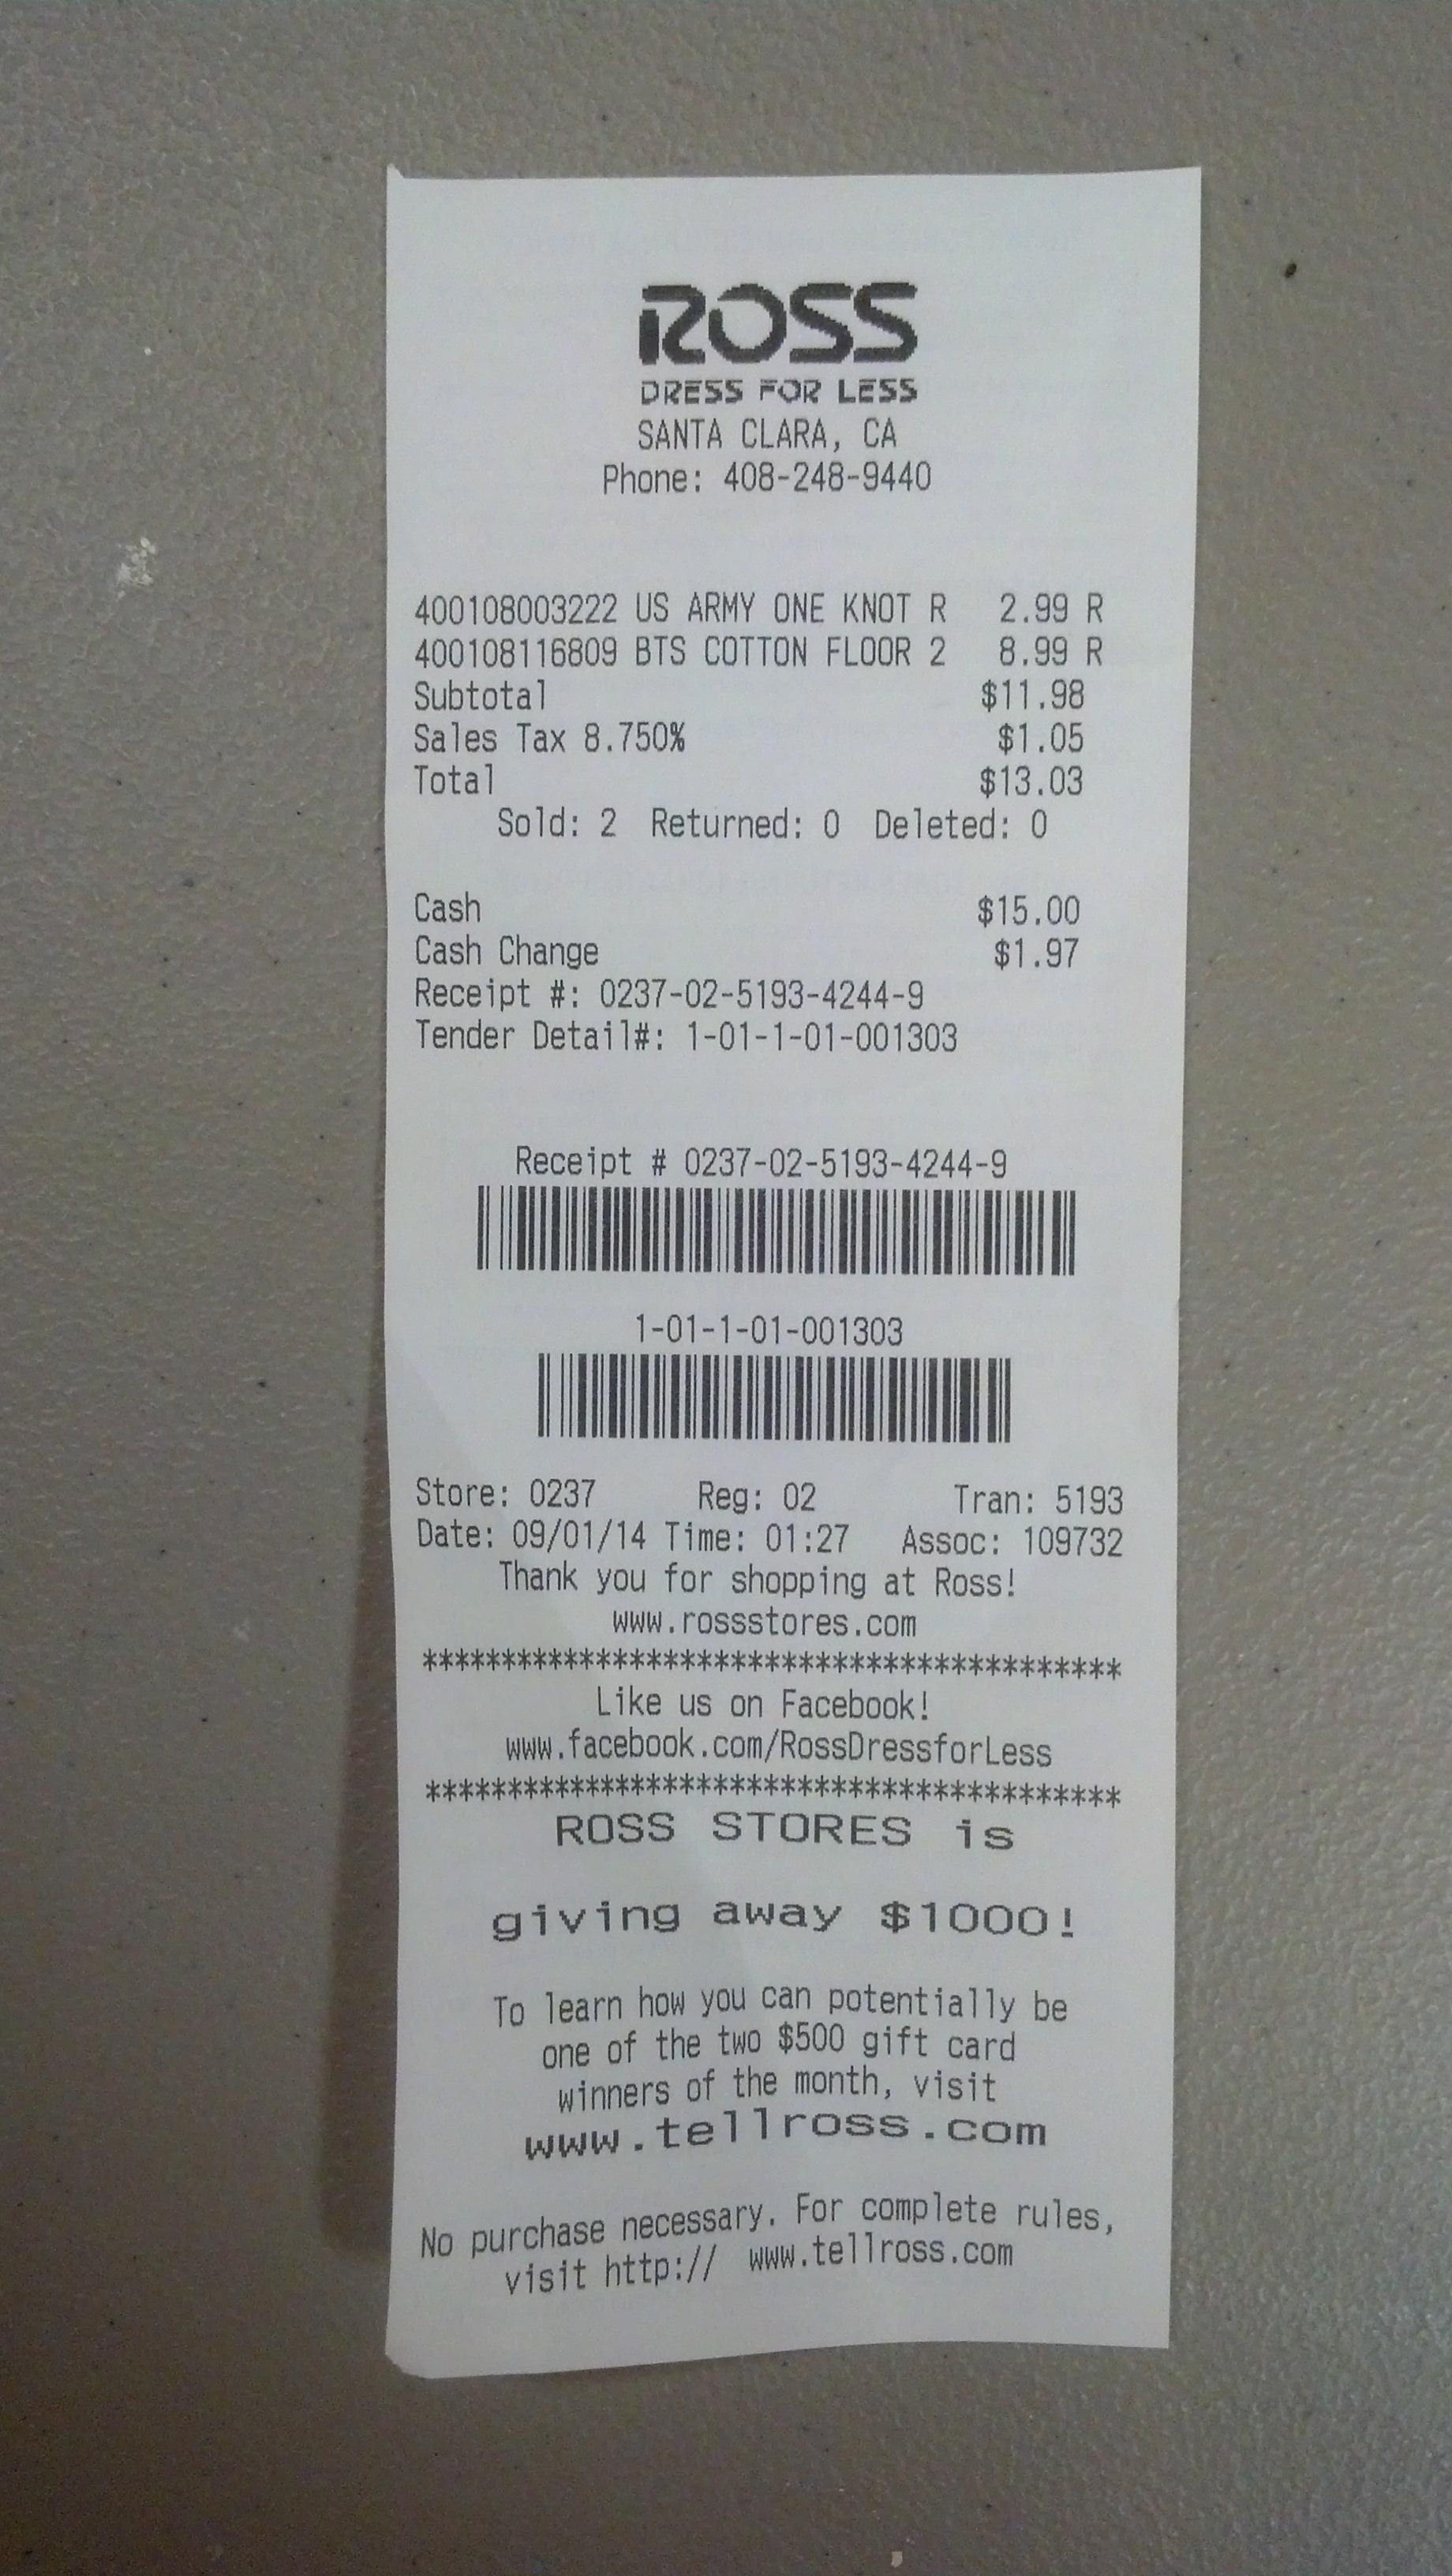 ROSS
DRESS FOR LESS
SANTA CLARA, CA
Phone: 408-248-9440
400108003222 US ARMY ONE KNOT R 2.99 R
400108116809 BTS COTTON FLOOR 2 8.99 R
Subtotal $11.98
Sales Tax 8.750% $1.05
Total $13.03
Sold: 2 Returned: 0 Deleted: 0
Cash $15.00
Cash Change $1.97
Receipt #: 0237-02-5193-4244-9
Tender Detail#: 1-01-1-01-001303
Receipt # 0237-02-5193-4244-9
1-01-1-01-001303
Store: 0237 Reg: 02 Tran: 5193
Date: 09/01/14 Time: 01:27 Assoc: 109732
Thank you for shopping at Ross!
www.rossstores.com
*******************************************
Like us on Facebook!
www.facebook.com/RossDressforLess
*******************************************
ROSS STORES is
giving away $1000!
To learn how you can potentially be
one of the two $500 gift card
winners of the month, visit
www.tellross.com
No purchase necessary. For complete rules,
visit http:// www.tellross.com